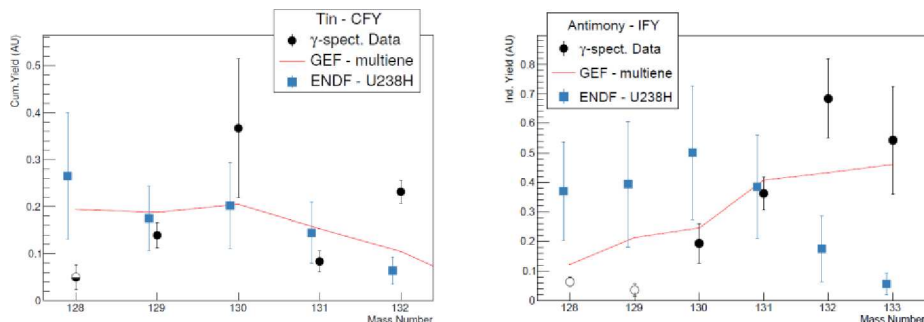 Tin - CFY
γ-spect. Data
GEF - multiene
ENDF - U238H
Cum.Yield (AU)
0.5
0.4
0.3
0.2
0.1
0
128 129 130 131 132
Mass Number
Antimony - IFY
γ-spect. Data
GEF - multiene
ENDF - U238H
Ind. Yield (AU)
0.8
0.7
0.6
0.5
0.4
0.3
0.2
0.1
0.0
128 129 130 131 132 133
Mass Number